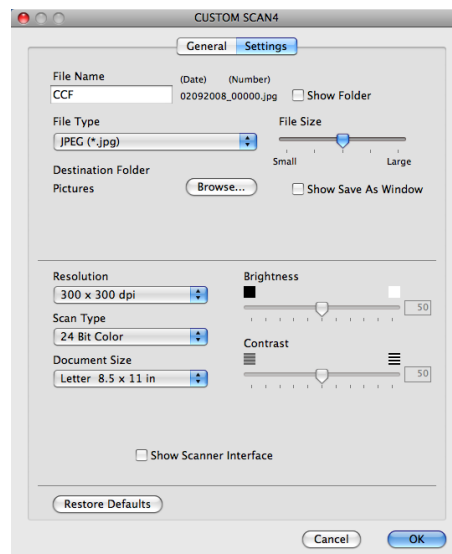 CUSTOM SCAN4
General Settings
File Name
(Date) (Number)
CCF
02092008_00000.jpg
Show Folder
File Type
File Size
JPEG (*.jpg)
Small Large
Destination Folder
Pictures
Browse...
Show Save As Window
Resolution
Brightness
300 x 300 dpi
50
Scan Type
24 Bit Color
Contrast
Document Size
Letter 8.5 x 11 in
50
Show Scanner Interface
Restore Defaults
Cancel OK